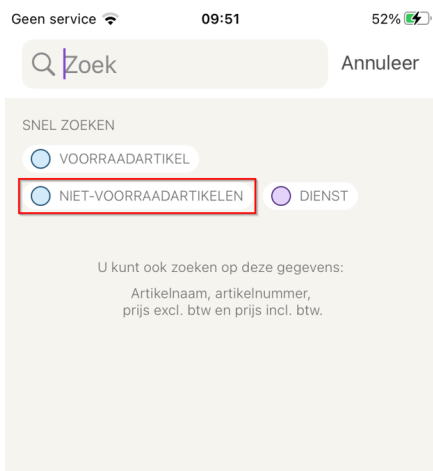 Geen service 09:51 52%
Zoek Annuleer
SNEL ZOEKEN
VOORRAADARTIKEL
NIET-VOORRAADARTIKELEN DIENST
U kunt ook zoeken op deze gegevens:
Artikelnaam, artikelnummer,
prijs excl. btw en prijs incl. btw.